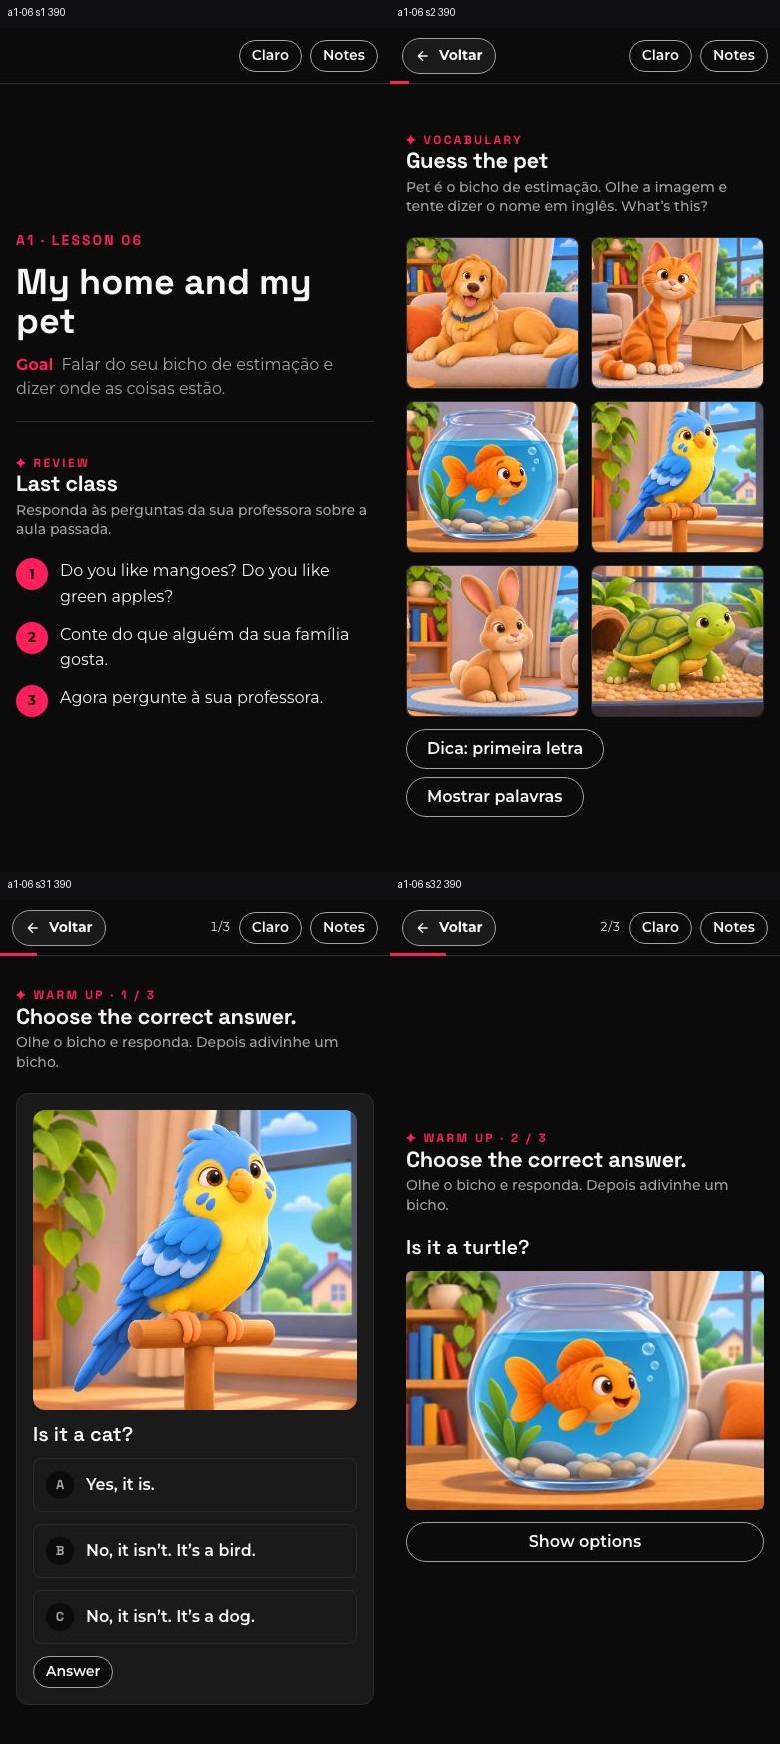 a1-06 s1 390
Claro
Notes
A1 · LESSON 06
My home and my
pet
Goal Falar do seu bicho de estimação e
dizer onde as coisas estão.
REVIEW
Last class
Responda às perguntas da sua professora sobre a
aula passada.
1 Do you like mangoes? Do you like
green apples?
2 Conte do que alguém da sua família
gosta.
3 Agora pergunte à sua professora.
a1-06 s2 390
← Voltar
Claro
Notes
VOCABULARY
Guess the pet
Pet é o bicho de estimação. Olhe a imagem e
tente dizer o nome em inglês. What’s this?
Dica: primeira letra
Mostrar palavras
a1-06 s31 390
← Voltar
1/3
Claro
Notes
WARM UP · 1 / 3
Choose the correct answer.
Olhe o bicho e responda. Depois adivinhe um
bicho.
Is it a cat?
A Yes, it is.
B No, it isn’t. It’s a bird.
C No, it isn’t. It’s a dog.
Answer
a1-06 s32 390
← Voltar
2/3
Claro
Notes
WARM UP · 2 / 3
Choose the correct answer.
Olhe o bicho e responda. Depois adivinhe um
bicho.
Is it a turtle?
Show options